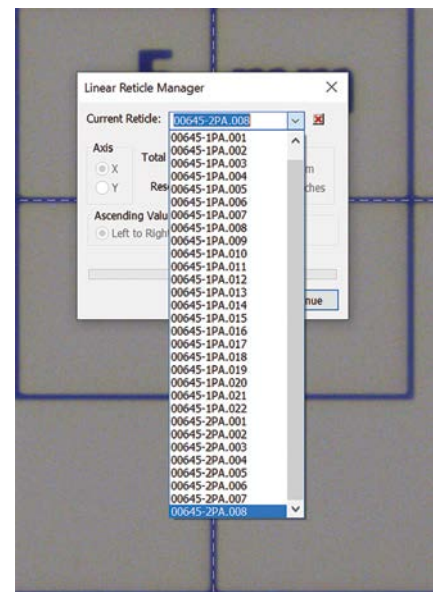 Linear Reticle Manager
Current Reticle: 00645-2PA.008
Axis
X
Total
m
Y
Res
ches
Ascending Valu
Left to Righ
nue
00645-1PA.001
00645-1PA.002
00645-1PA.003
00645-1PA.004
00645-1PA.005
00645-1PA.006
00645-1PA.007
00645-1PA.008
00645-1PA.009
00645-1PA.010
00645-1PA.011
00645-1PA.012
00645-1PA.013
00645-1PA.014
00645-1PA.015
00645-1PA.016
00645-1PA.017
00645-1PA.018
00645-1PA.019
00645-1PA.020
00645-1PA.021
00645-1PA.022
00645-2PA.001
00645-2PA.002
00645-2PA.003
00645-2PA.004
00645-2PA.005
00645-2PA.006
00645-2PA.007
00645-2PA.008